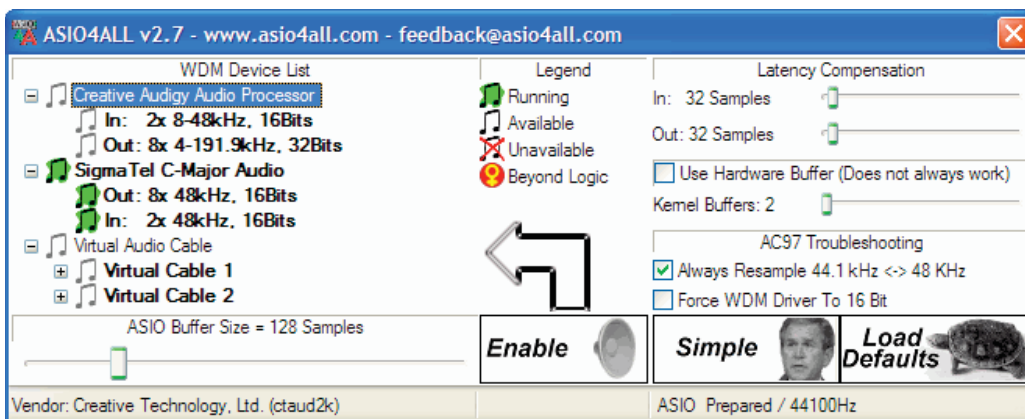 ASIO4ALL v2.7 - www.asio4all.com - feedback@asio4all.com
WDM Device List
Creative Audigy Audio Processor
In: 2x 8-48kHz, 16Bits
Out: 8x 4-191.9kHz, 32Bits
SigmaTel C-Major Audio
Out: 8x 48kHz, 16Bits
In: 2x 48kHz, 16Bits
Virtual Audio Cable
Virtual Cable 1
Virtual Cable 2
ASIO Buffer Size = 128 Samples
Legend
Running
Available
Unavailable
Beyond Logic
Enable
Latency Compensation
In: 32 Samples
Out: 32 Samples
Use Hardware Buffer (Does not always work)
Kernel Buffers: 2
AC97 Troubleshooting
Always Resample 44.1 kHz <-> 48 KHz
Force WDM Driver To 16 Bit
Simple
Load
Defaults
Vendor: Creative Technology, Ltd. (ctaud2k)
ASIO Prepared / 44100Hz